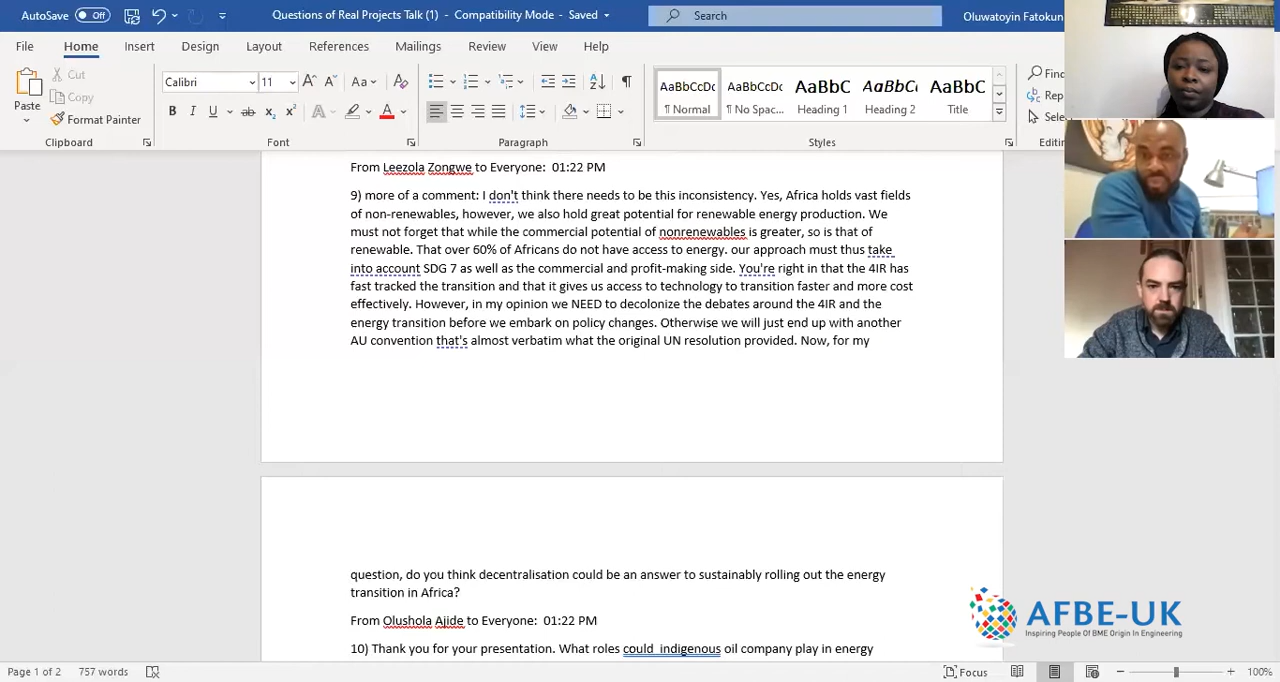 AutoSave Off Questions of Real Projects Talk (1) - Compatibility Mode - Saved Search Oluwatoyin Fatokun
File Home Insert Design Layout References Mailings Review View Help
Paste Cut Copy Format Painter
Calibri 11 Aa
B I U ab x₂ x² A A
AaBbCcDc AaBbCcDc AaBbC AaBbCc AaBbC
¶ Normal ¶ No Spac... Heading 1 Heading 2 Title
Clipboard Font Paragraph Styles Editing
From Leezola Zongwe to Everyone: 01:22 PM
9) more of a comment: I don't think there needs to be this inconsistency. Yes, Africa holds vast fields
of non-renewables, however, we also hold great potential for renewable energy production. We
must not forget that while the commercial potential of nonrenewables is greater, so is that of
renewable. That over 60% of Africans do not have access to energy. our approach must thus take
into account SDG 7 as well as the commercial and profit-making side. You're right in that the 4IR has
fast tracked the transition and that it gives us access to technology to transition faster and more cost
effectively. However, in my opinion we NEED to decolonize the debates around the 4IR and the
energy transition before we embark on policy changes. Otherwise we will just end up with another
AU convention that's almost verbatim what the original UN resolution provided. Now, for my
question, do you think decentralisation could be an answer to sustainably rolling out the energy
transition in Africa?
From Olushola Ajide to Everyone: 01:22 PM
10) Thank you for your presentation. What roles could indigenous oil company play in energy
AFBE-UK
Inspiring People Of BME Origin In Engineering
Page 1 of 2 757 words Focus 100%